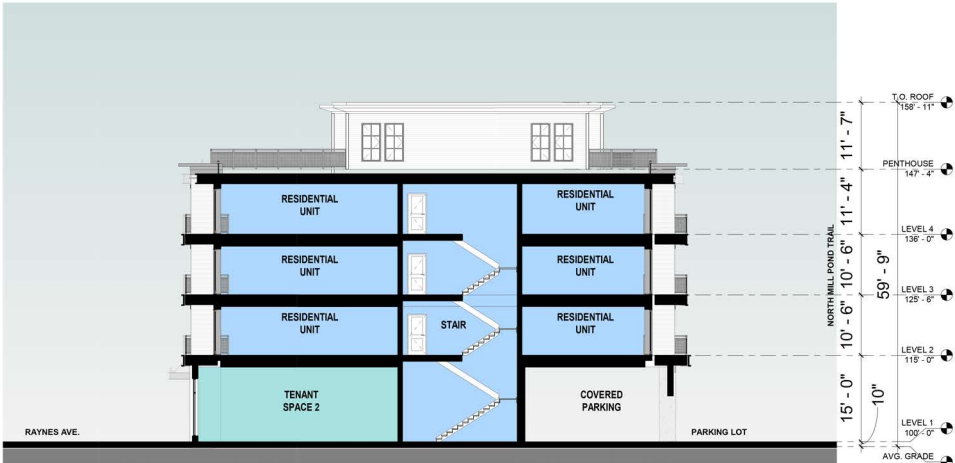 T.O. ROOF
158' - 11"
11' - 7"
PENTHOUSE
147' - 4"
RESIDENTIAL
UNIT
RESIDENTIAL
UNIT
11' - 4"
LEVEL 4
136' - 0"
RESIDENTIAL
UNIT
RESIDENTIAL
UNIT
10' - 6"
59' - 9"
NORTH MILL POND TRAIL
LEVEL 3
125' - 6"
RESIDENTIAL
UNIT
STAIR
RESIDENTIAL
UNIT
10' - 6"
LEVEL 2
115' - 0"
TENANT
SPACE 2
COVERED
PARKING
15' - 0"
10"
RAYNES AVE.
PARKING LOT
LEVEL 1
100' - 0"
AVG. GRADE